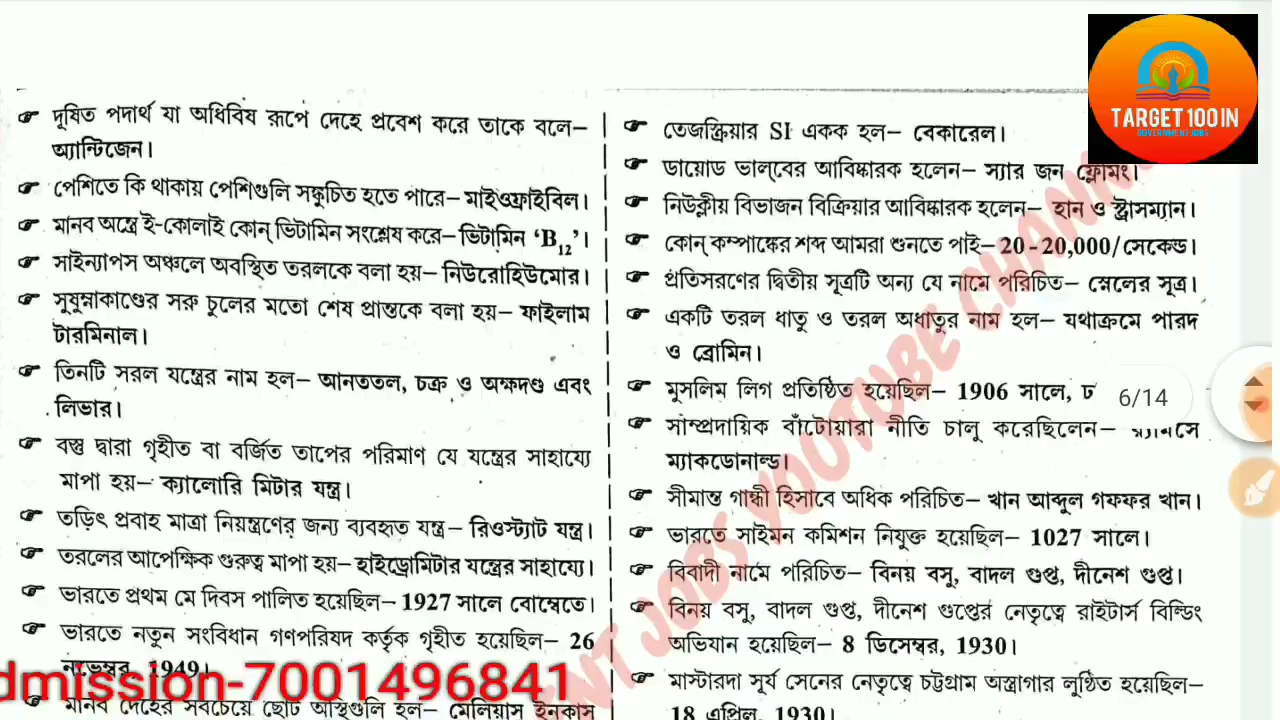 TARGET 100 IN
GOVERNMENT JOBS
☞ দূষিত পদার্থ যা অধিবিষ রূপে দেহে প্রবেশ করে তাকে বলে–
অ্যান্টিজেন।
☞ পেশিতে কি থাকায় পেশিগুলি সঙ্কুচিত হতে পারে– মাইওফ্রাইবিল।
☞ মানব অন্ত্রে ই-কোলাই কোন্ ভিটামিন সংশ্লেষ করে– ভিটামিন ‘B₁₂’।
☞ সাইন্যাপস অঞ্চলে অবস্থিত তরলকে বলা হয়– নিউরোহিউমোর।
☞ সুষুম্নাকাণ্ডের সরু চুলের মতো শেষ প্রান্তকে বলা হয়– ফাইলাম
টারমিনাল।
☞ তিনটি সরল যন্ত্রের নাম হল– আনততল, চক্র ও অক্ষদণ্ড এবং
লিভার।
☞ বস্তু দ্বারা গৃহীত বা বর্জিত তাপের পরিমাণ যে যন্ত্রের সাহায্যে
মাপা হয়– ক্যালোরি মিটার যন্ত্র।
☞ তড়িৎ প্রবাহ মাত্রা নিয়ন্ত্রণের জন্য ব্যবহৃত যন্ত্র– রিওস্ট্যাট যন্ত্র।
☞ তরলের আপেক্ষিক গুরুত্ব মাপা হয়– হাইড্রোমিটার যন্ত্রের সাহায্যে।
☞ ভারতে প্রথম মে দিবস পালিত হয়েছিল– 1927 সালে বোম্বেতে।
☞ ভারতে নতুন সংবিধান গণপরিষদ কর্তৃক গৃহীত হয়েছিল– 26
নভেম্বর, 1949।
☞ মানব দেহের সবচেয়ে ছোট অস্থিগুলি হল– মেলিয়াস ইনকাস
☞ তেজস্ক্রিয়ার SI একক হল– বেকারেল।
☞ ডায়োড ভাল্‌বের আবিষ্কারক হলেন– স্যার জন ফ্লেমিং।
☞ নিউক্লীয় বিভাজন বিক্রিয়ার আবিষ্কারক হলেন– হান ও স্ট্রাসম্যান।
☞ কোন্ কম্পাঙ্কের শব্দ আমরা শুনতে পাই– 20-20,000/সেকেন্ড।
☞ প্রতিসরণের দ্বিতীয় সূত্রটি অন্য যে নামে পরিচিত– স্নেলের সূত্র।
☞ একটি তরল ধাতু ও তরল অধাতুর নাম হল– যথাক্রমে পারদ
ও ব্রোমিন।
☞ মুসলিম লিগ প্রতিষ্ঠিত হয়েছিল– 1906 সালে,
6/14
☞ সাম্প্রদায়িক বাঁটোয়ারা নীতি চালু করেছিলেন–
ম্যাকডোনাল্ড।
☞ সীমান্ত গান্ধী হিসাবে অধিক পরিচিত– খান আব্দুল গফফর খান।
☞ ভারতে সাইমন কমিশন নিযুক্ত হয়েছিল– 1027 সালে।
☞ বিবাদী নামে পরিচিত– বিনয় বসু, বাদল গুপ্ত, দীনেশ গুপ্ত।
☞ বিনয় বসু, বাদল গুপ্ত, দীনেশ গুপ্তের নেতৃত্বে রাইটার্স বিল্ডিং
অভিযান হয়েছিল– 8 ডিসেম্বর, 1930।
☞ মাস্টারদা সূর্য সেনের নেতৃত্বে চট্টগ্রাম অস্ত্রাগার লুণ্ঠিত হয়েছিল–
18 এপ্রিল, 1930।
dmission-7001496841
NT JOBS YOUTUBE CHANN